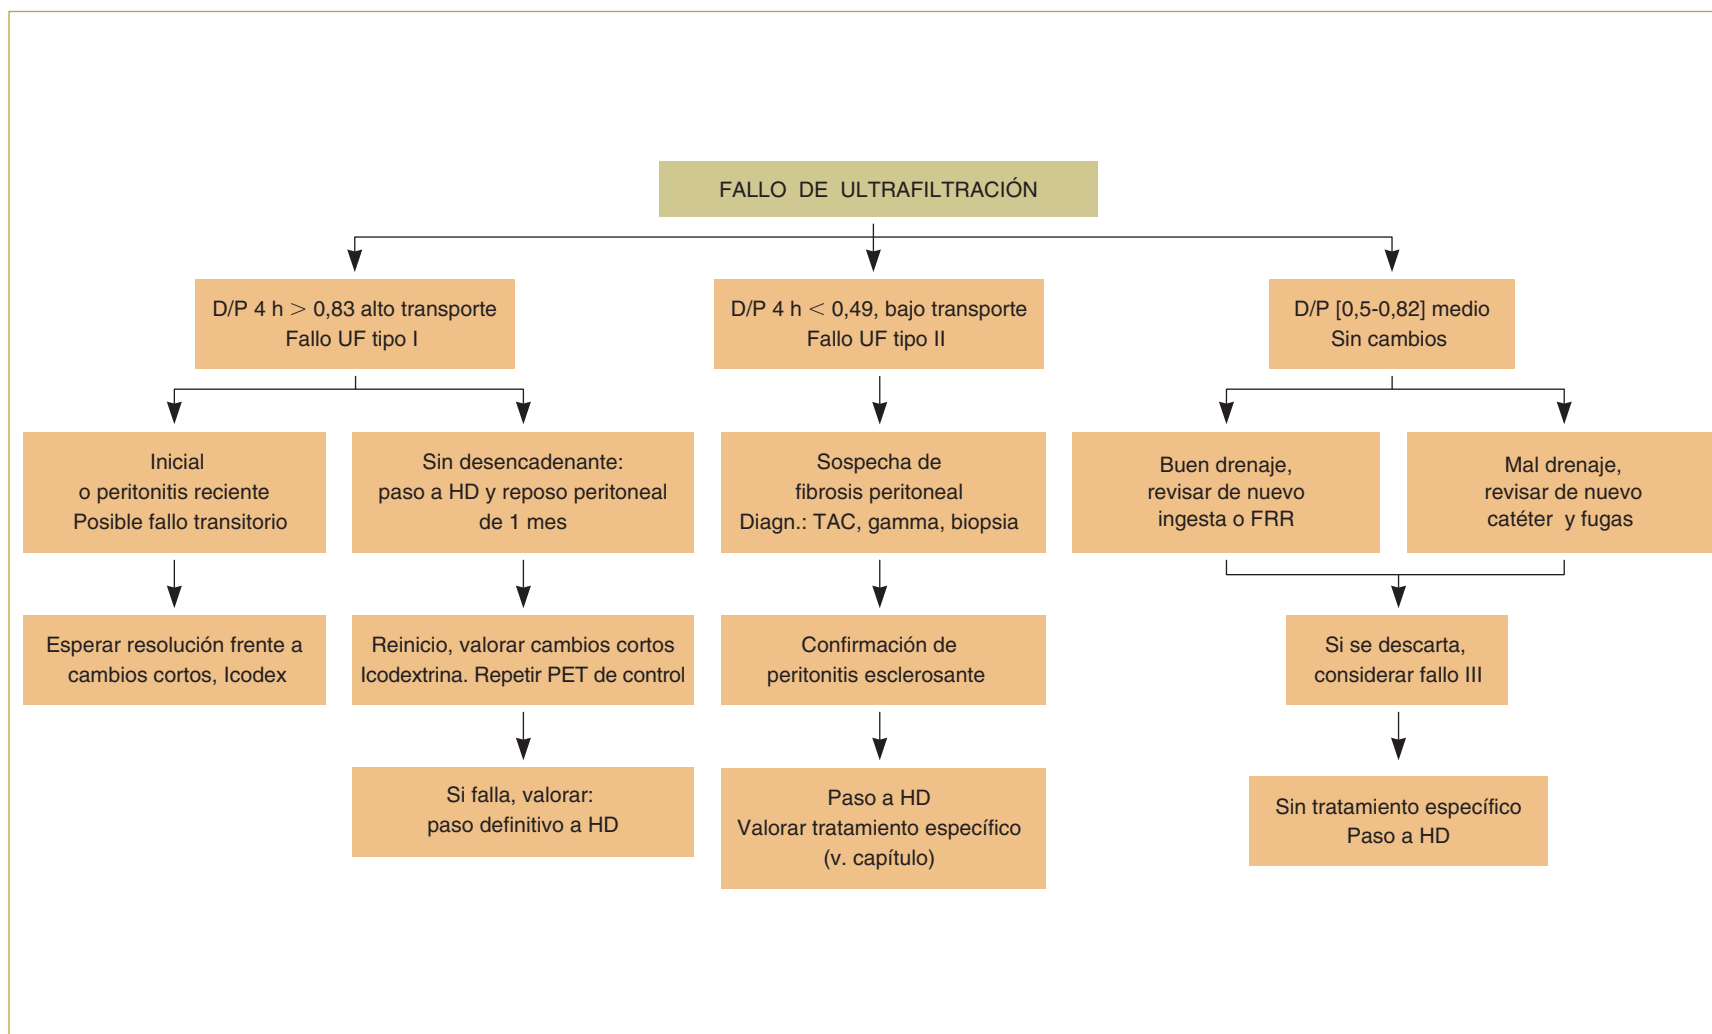 FALLO DE ULTRAFILTRACIÓN
D/P 4 h > 0,83 alto transporte
Fallo UF tipo I
D/P 4 h < 0,49, bajo transporte
Fallo UF tipo II
D/P [0,5-0,82] medio
Sin cambios
Inicial
o peritonitis reciente
Posible fallo transitorio
Sin desencadenante:
paso a HD y reposo peritoneal
de 1 mes
Sospecha de
fibrosis peritoneal
Diagn.: TAC, gamma, biopsia
Buen drenaje,
revisar de nuevo
ingesta o FRR
Mal drenaje,
revisar de nuevo
catéter y fugas
Esperar resolución frente a
cambios cortos, Icodex
Reinicio, valorar cambios cortos
Icodextrina. Repetir PET de control
Confirmación de
peritonitis esclerosante
Si se descarta,
considerar fallo III
Si falla, valorar:
paso definitivo a HD
Paso a HD
Valorar tratamiento específico
(v. capítulo)
Sin tratamiento específico
Paso a HD